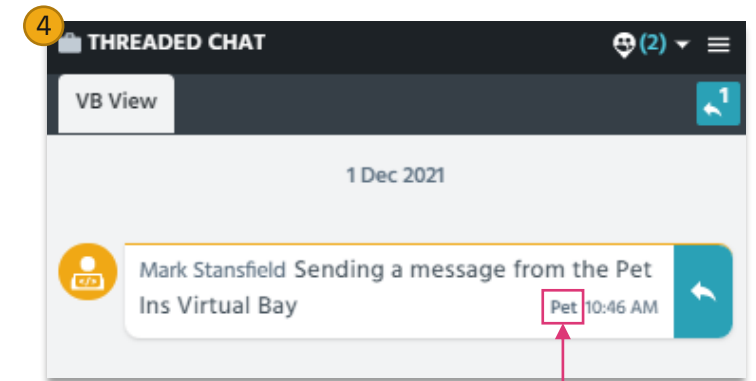 4
THREADED CHAT (2)
VB View 1
1 Dec 2021
Mark Stansfield Sending a message from the Pet
Ins Virtual Bay Pet 10:46 AM